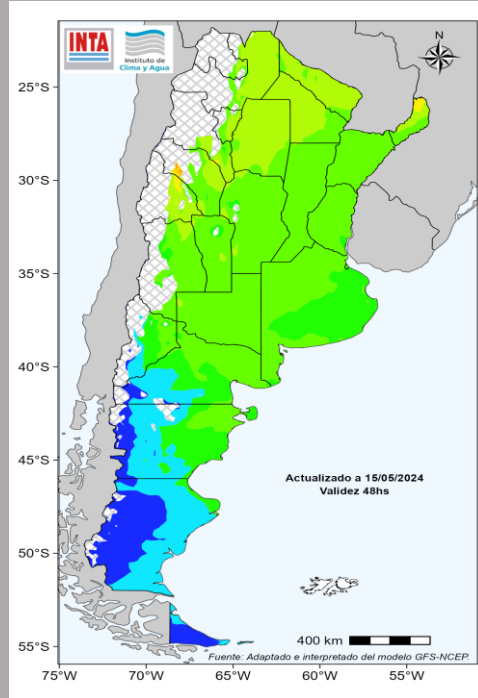 INTA
Instituto de
Clima y Agua
25°S
30°S
35°S
40°S
45°S
50°S
55°S
Actualizado a 15/05/2024
Validez 48hs
400 km
Fuente: Adaptado e interpretado del modelo GFS-NCEP.
75°W
70°W
65°W
60°W
55°W